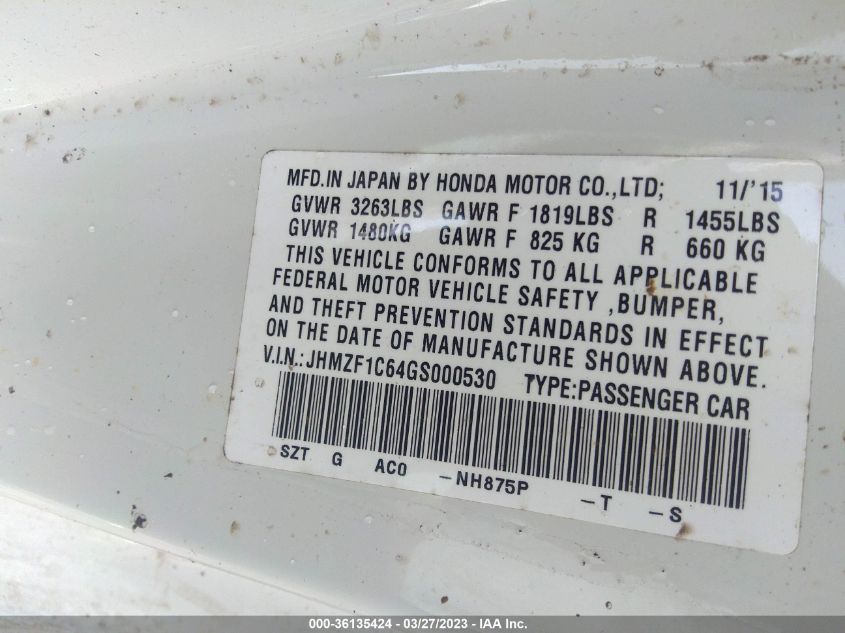 MFD.IN JAPAN BY HONDA MOTOR CO.,LTD; 11/'15
GVWR 3263LBS GAWR F 1819LBS R 1455LBS
GVWR 1480KG GAWR F 825 KG R 660 KG
THIS VEHICLE CONFORMS TO ALL APPLICABLE
FEDERAL MOTOR VEHICLE SAFETY ,BUMPER,
AND THEFT PREVENTION STANDARDS IN EFFECT
ON THE DATE OF MANUFACTURE SHOWN ABOVE.
V.I.N.: JHMZF1C64GS000530 TYPE:PASSENGER CAR
SZT G AC0 -NH875P -T -S
000-36135424 - 03/27/2023 - IAA Inc.